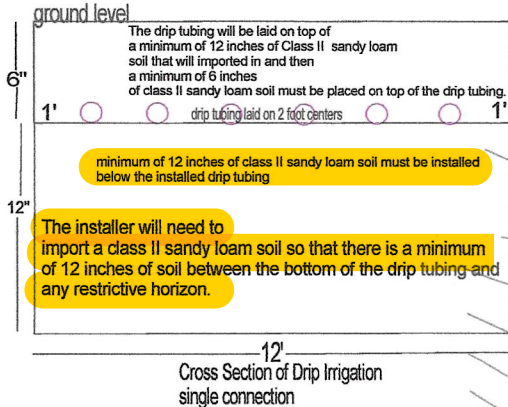 ground level
The drip tubing will be laid on top of
a minimum of 12 inches of Class II sandy loam
soil that will imported in and then
a minimum of 6 inches
of class II sandy loam soil must be placed on top of the drip tubing.
6"
1' drip tubing laid on 2 foot centers 1'
minimum of 12 inches of class II sandy loam soil must be installed
below the installed drip tubing
12"
The installer will need to
import a class II sandy loam soil so that there is a minimum
of 12 inches of soil between the bottom of the drip tubing and
any restrictive horizon.
12'
Cross Section of Drip Irrigation
single connection